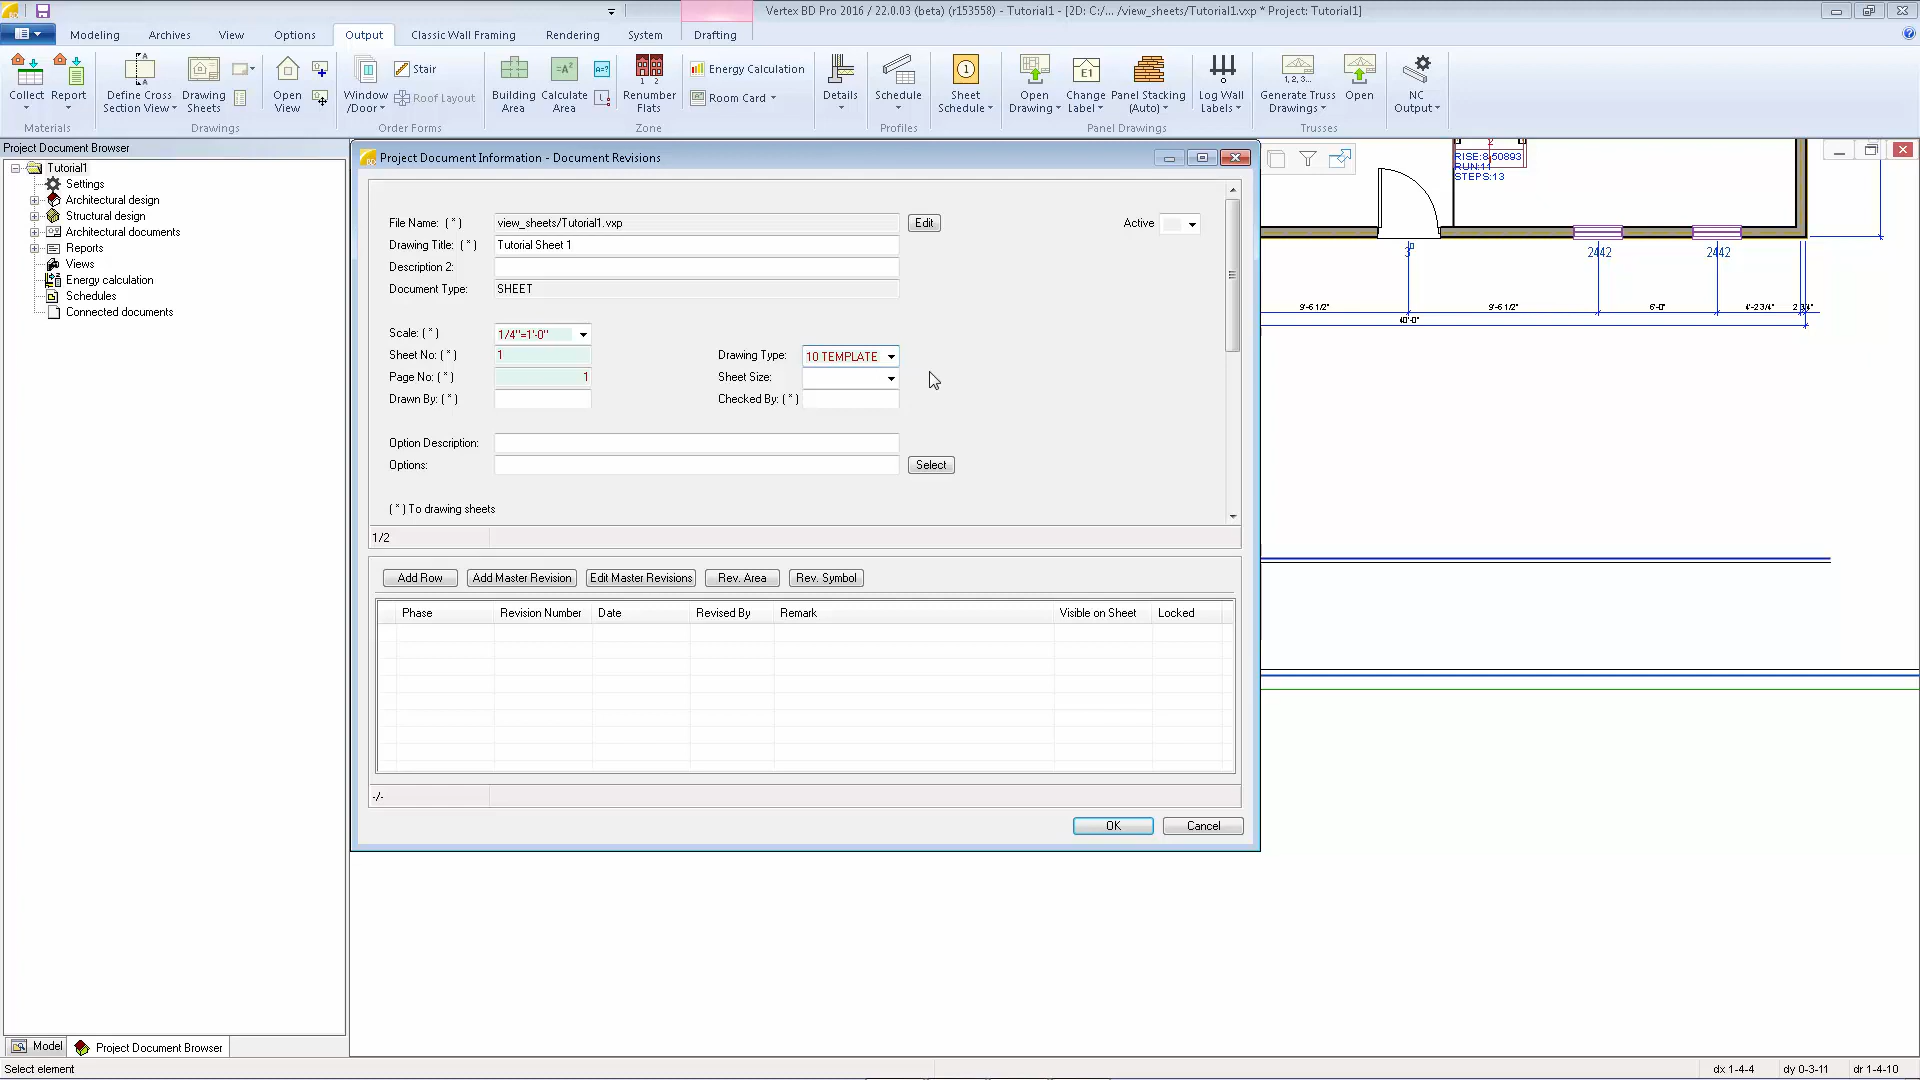 Vertex BD Pro 2016 / 22.0.03 (beta) (r153558) - Tutorial1 - [2D: C:/... /view_sheets/Tutorial1.vxp * Project: Tutorial1]
Modeling Archives View Options Output Classic Wall Framing Rendering System Drafting
Collect Report
Materials
Define Cross Section View Drawing Sheets
Drawings
Open View
Window /Door Stair
Roof Layout
Order Forms
Building Area Calculate Area Renumber Flats Energy Calculation
Room Card
Zone
Details
Schedule
Profiles
Sheet Schedule
Open Drawing Change Label Panel Stacking (Auto) Log Wall Labels
Panel Drawings
Generate Truss Drawings Open
Trusses
NC Output
Project Document Browser
Tutorial1
Settings
Architectural design
Structural design
Architectural documents
Reports
Views
Energy calculation
Schedules
Connected documents
Project Document Information - Document Revisions
File Name: ( * ) view_sheets/Tutorial1.vxp Edit Active
Drawing Title: ( * ) Tutorial Sheet 1
Description 2:
Document Type: SHEET
Scale: ( * ) 1/4"=1'-0"
Sheet No: ( * ) 1 Drawing Type: 10 TEMPLATE
Page No: ( * ) 1 Sheet Size:
Drawn By: ( * ) Checked By: ( * )
Option Description:
Options: Select
( * ) To drawing sheets
1/2
Add Row Add Master Revision Edit Master Revisions Rev. Area Rev. Symbol
Phase Revision Number Date Revised By Remark Visible on Sheet Locked
-/-
OK Cancel
RISE:8.50893
RUN:11
STEPS:13
2442 2442
9'-6 1/2" 9'-6 1/2" 6'-0" 4'-2 3/4"
40'-0"
Model Project Document Browser
Select element dx 1-4-4 dy 0-3-11 dr 1-4-10